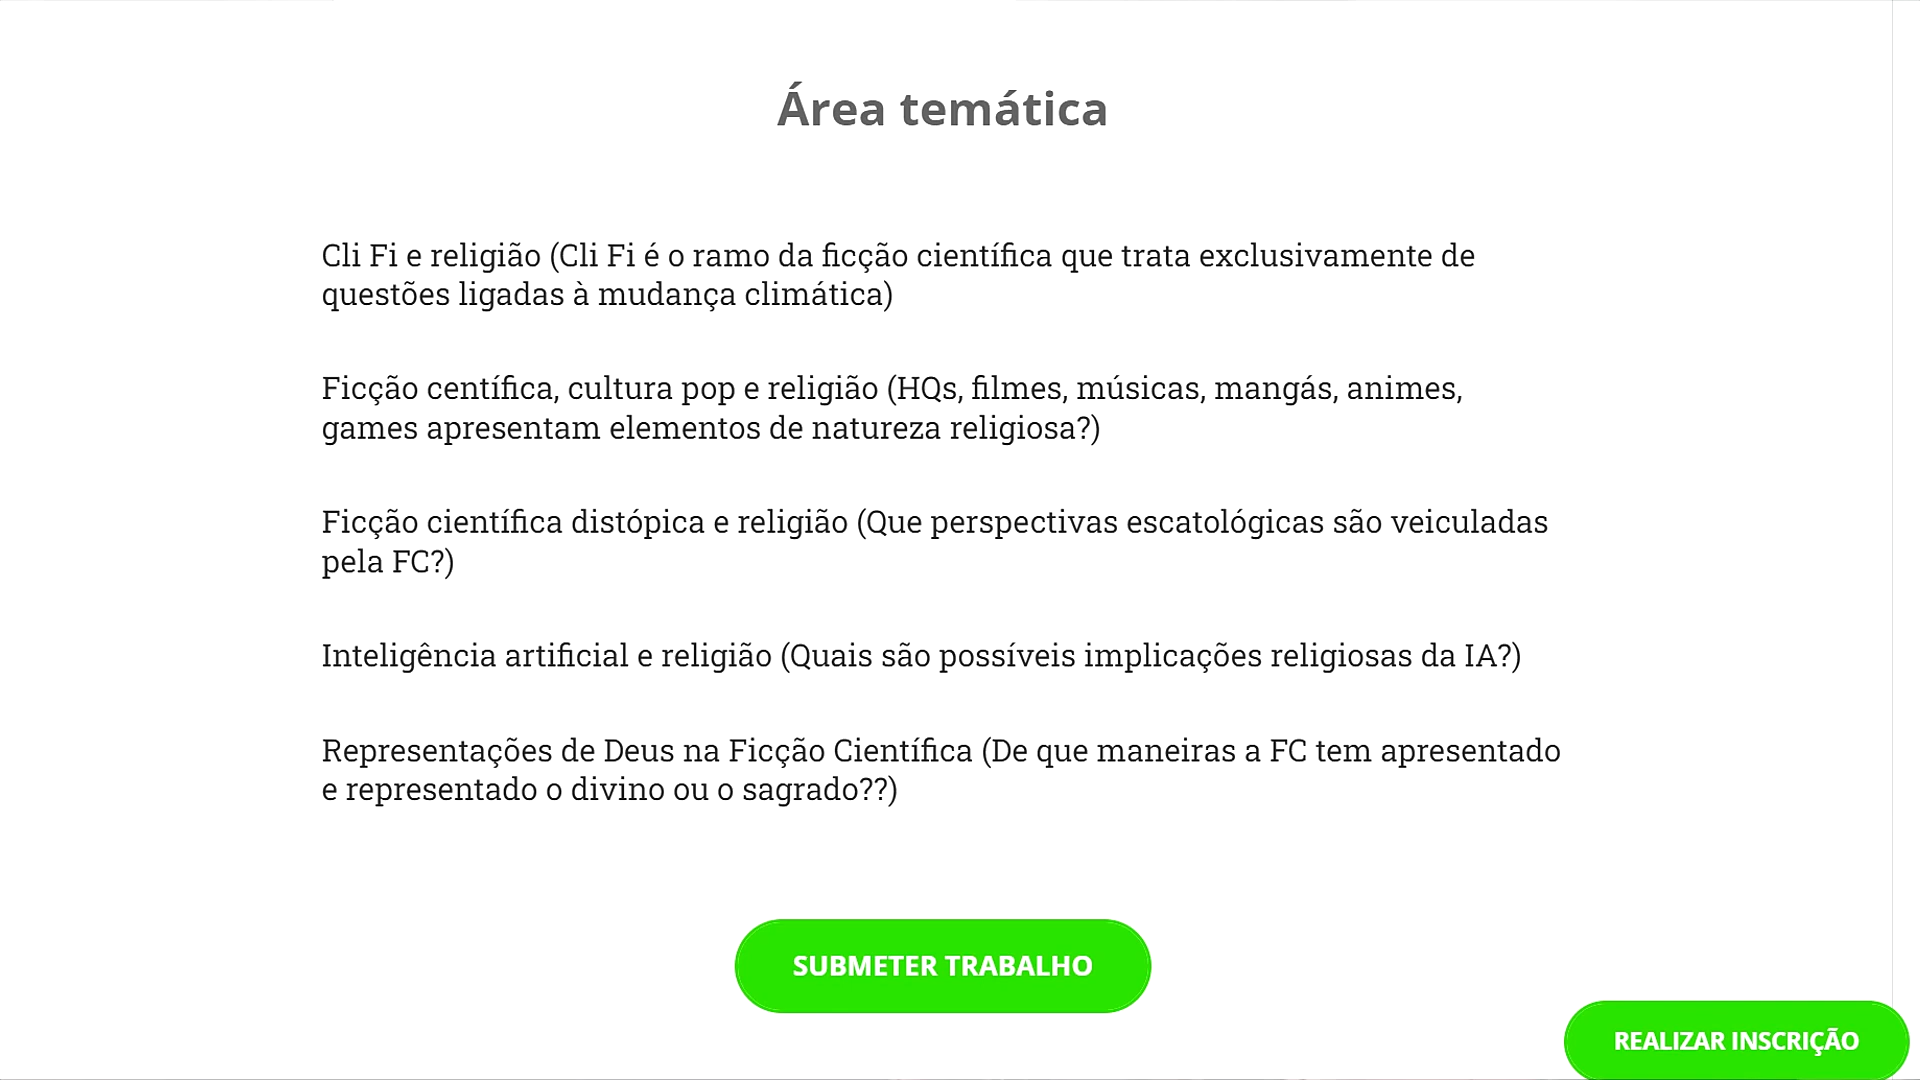 Área temática
Cli Fi e religião (Cli Fi é o ramo da ficção científica que trata exclusivamente de
questões ligadas à mudança climática)
Ficção centífica, cultura pop e religião (HQs, filmes, músicas, mangás, animes,
games apresentam elementos de natureza religiosa?)
Ficção científica distópica e religião (Que perspectivas escatológicas são veiculadas
pela FC?)
Inteligência artificial e religião (Quais são possíveis implicações religiosas da IA?)
Representações de Deus na Ficção Científica (De que maneiras a FC tem apresentado
e representado o divino ou o sagrado??)
SUBMETER TRABALHO
REALIZAR INSCRIÇÃO